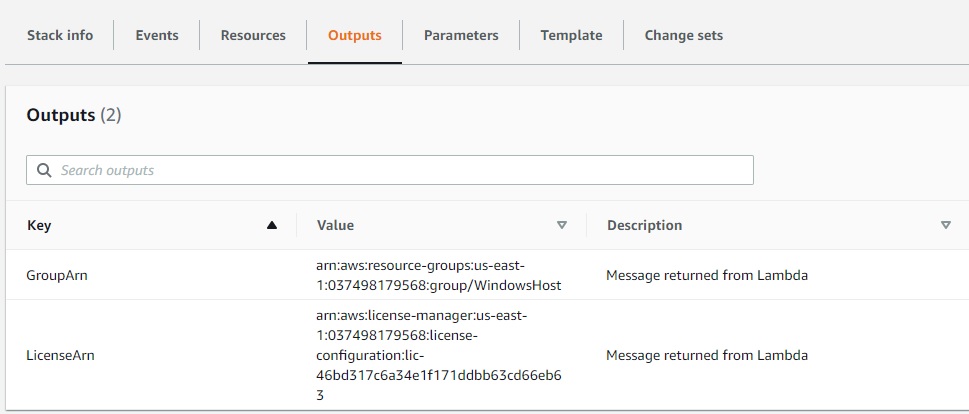 Stack info Events Resources Outputs Parameters Template Change sets
Outputs (2)
Search outputs
Key Value Description
GroupArn
arn:aws:resource-groups:us-east-
1:037498179568:group/WindowsHost
Message returned from Lambda
LicenseArn
arn:aws:license-manager:us-east-
1:037498179568:license-
configuration:lic-
46bd317c6a34e1f171ddbb63cd66eb6
3
Message returned from Lambda